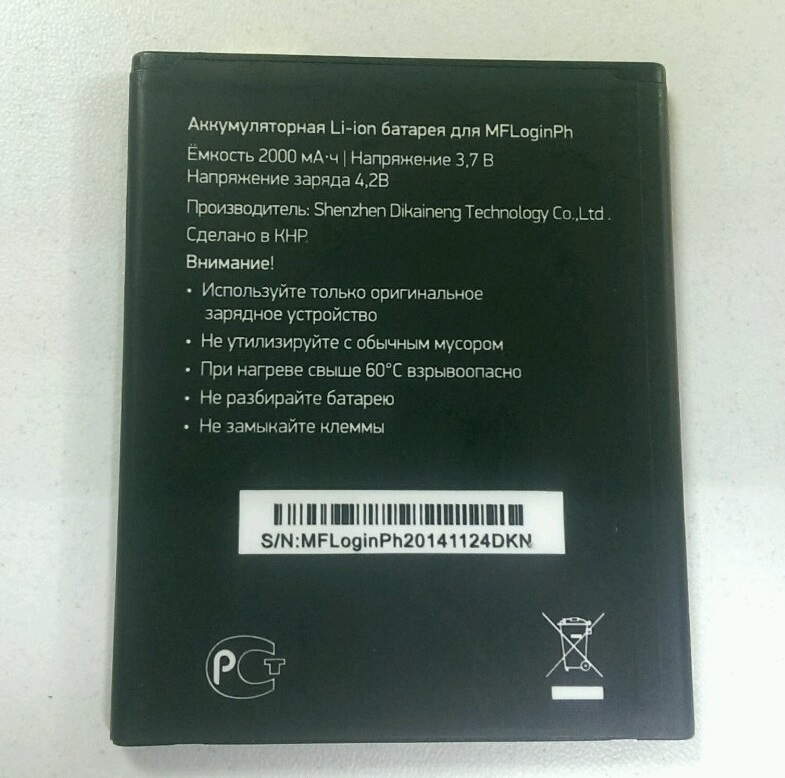 Аккумуляторная Li-ion батарея для MFLoginPh
Ёмкость 2000 мА·ч | Напряжение 3,7 В
Напряжение заряда 4,2В
Производитель: Shenzhen Dikaineng Technology Co.,Ltd .
Сделано в КНР.
Внимание!
• Используйте только оригинальное
зарядное устройство
• Не утилизируйте с обычным мусором
• При нагреве свыше 60°C взрывоопасно
• Не разбирайте батарею
• Не замыкайте клеммы
S/N:MFLoginPh20141124DKN
РСТ